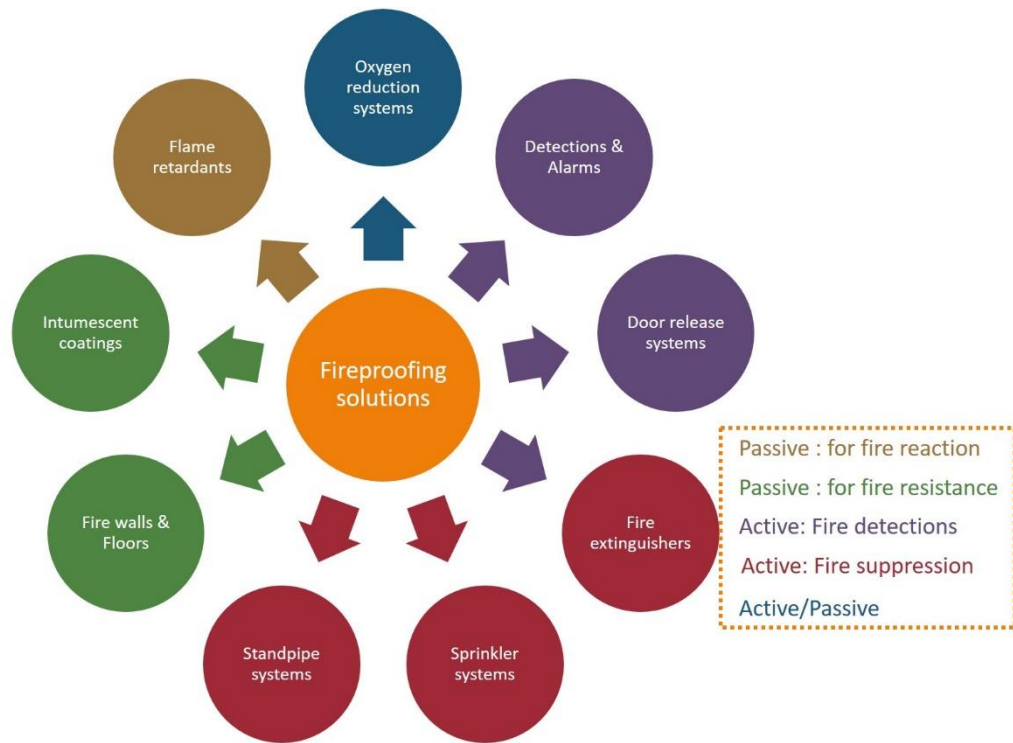 Oxygen
reduction
systems
Detections &
Alarms
Door release
systems
Fire
extinguishers
Sprinkler
systems
Standpipe
systems
Fire walls &
Floors
Intumescent
coatings
Flame
retardants
Fireproofing
solutions
Passive : for fire reaction
Passive : for fire resistance
Active: Fire detections
Active: Fire suppression
Active/Passive